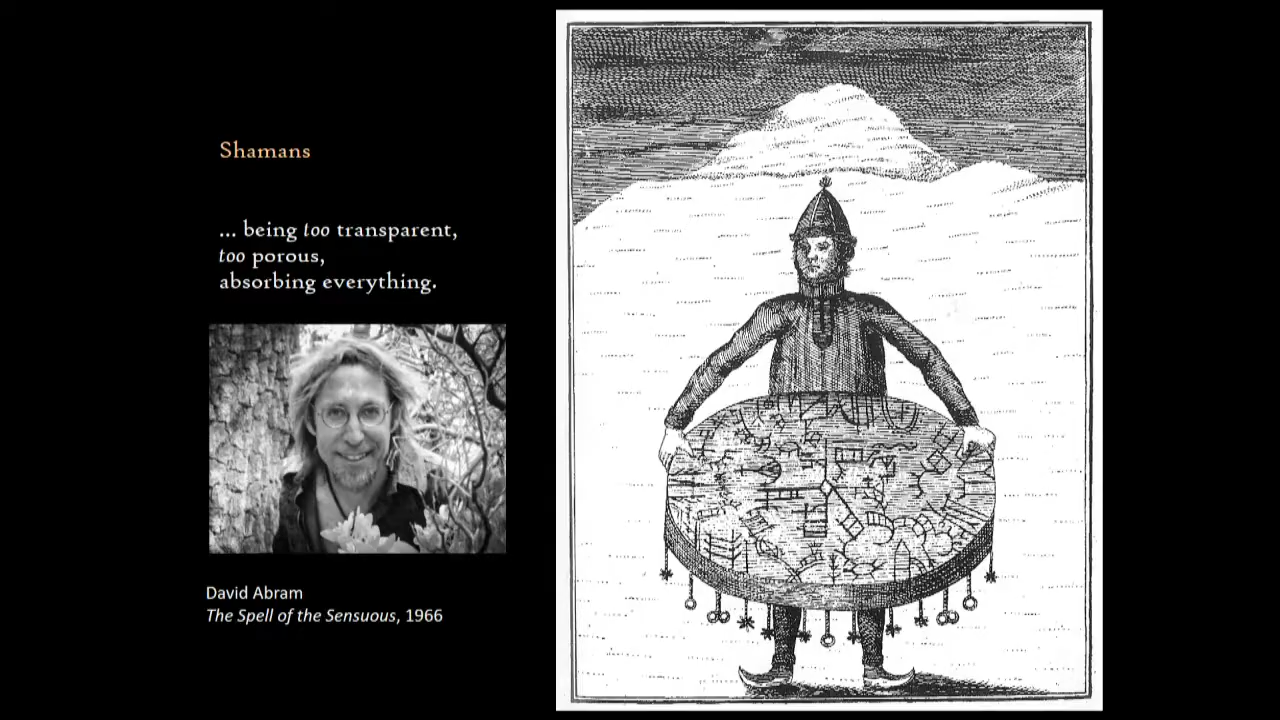 Shamans
... being too transparent,
too porous,
absorbing everything.
David Abram
The Spell of the Sensuous, 1966